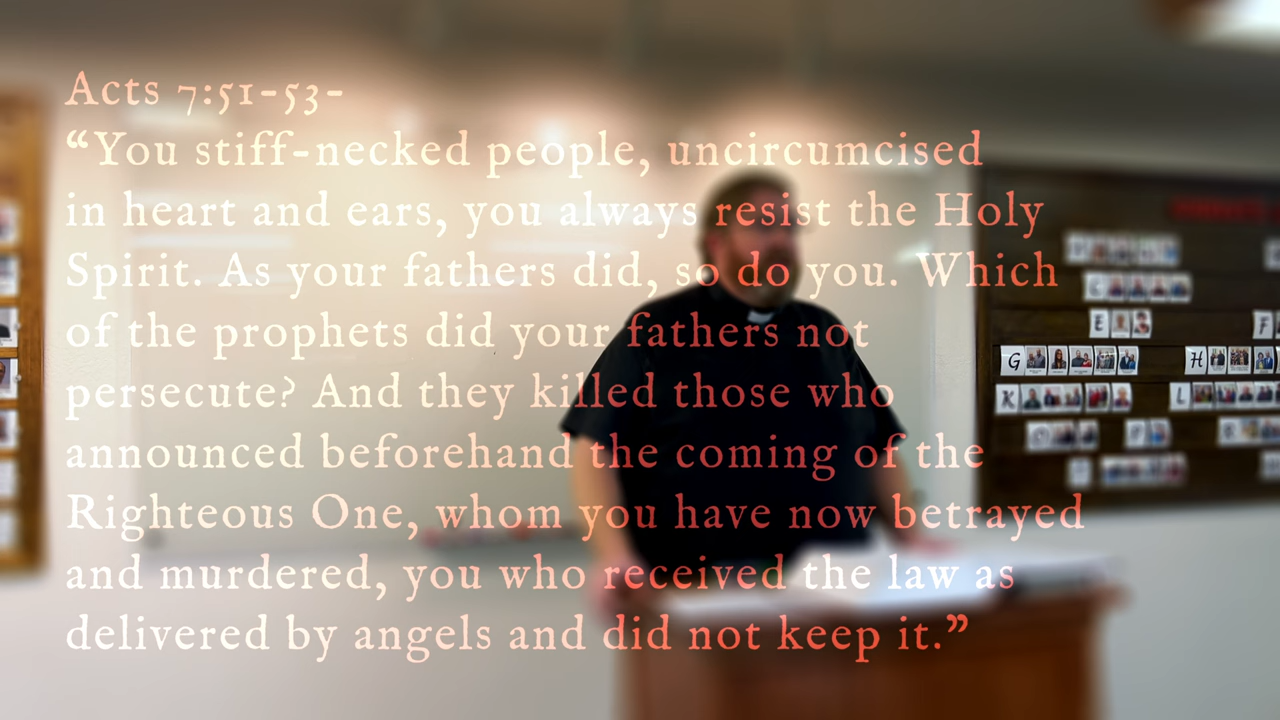 Acts 7:51-53-
“You stiff-necked people, uncircumcised
in heart and ears, you always resist the Holy
Spirit. As your fathers did, so do you. Which
of the prophets did your fathers not
persecute? And they killed those who
announced beforehand the coming of the
Righteous One, whom you have now betrayed
and murdered, you who received the law as
delivered by angels and did not keep it.”
E
F
G
H
K
L